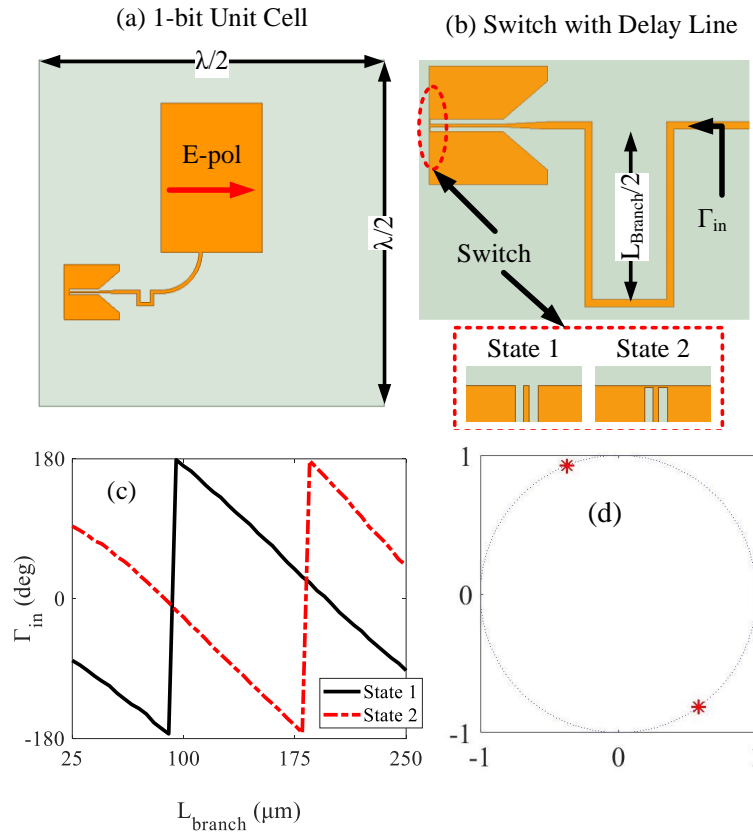 (a) 1-bit Unit Cell
λ/2
E-pol
λ/2
(b) Switch with Delay Line
L_Branch/2
Γ_in
Switch
State 1
State 2
(c)
180
0
-180
Γ_in (deg)
State 1
State 2
25
100
175
250
L_branch (μm)
(d)
1
0
-1
-1
0
1